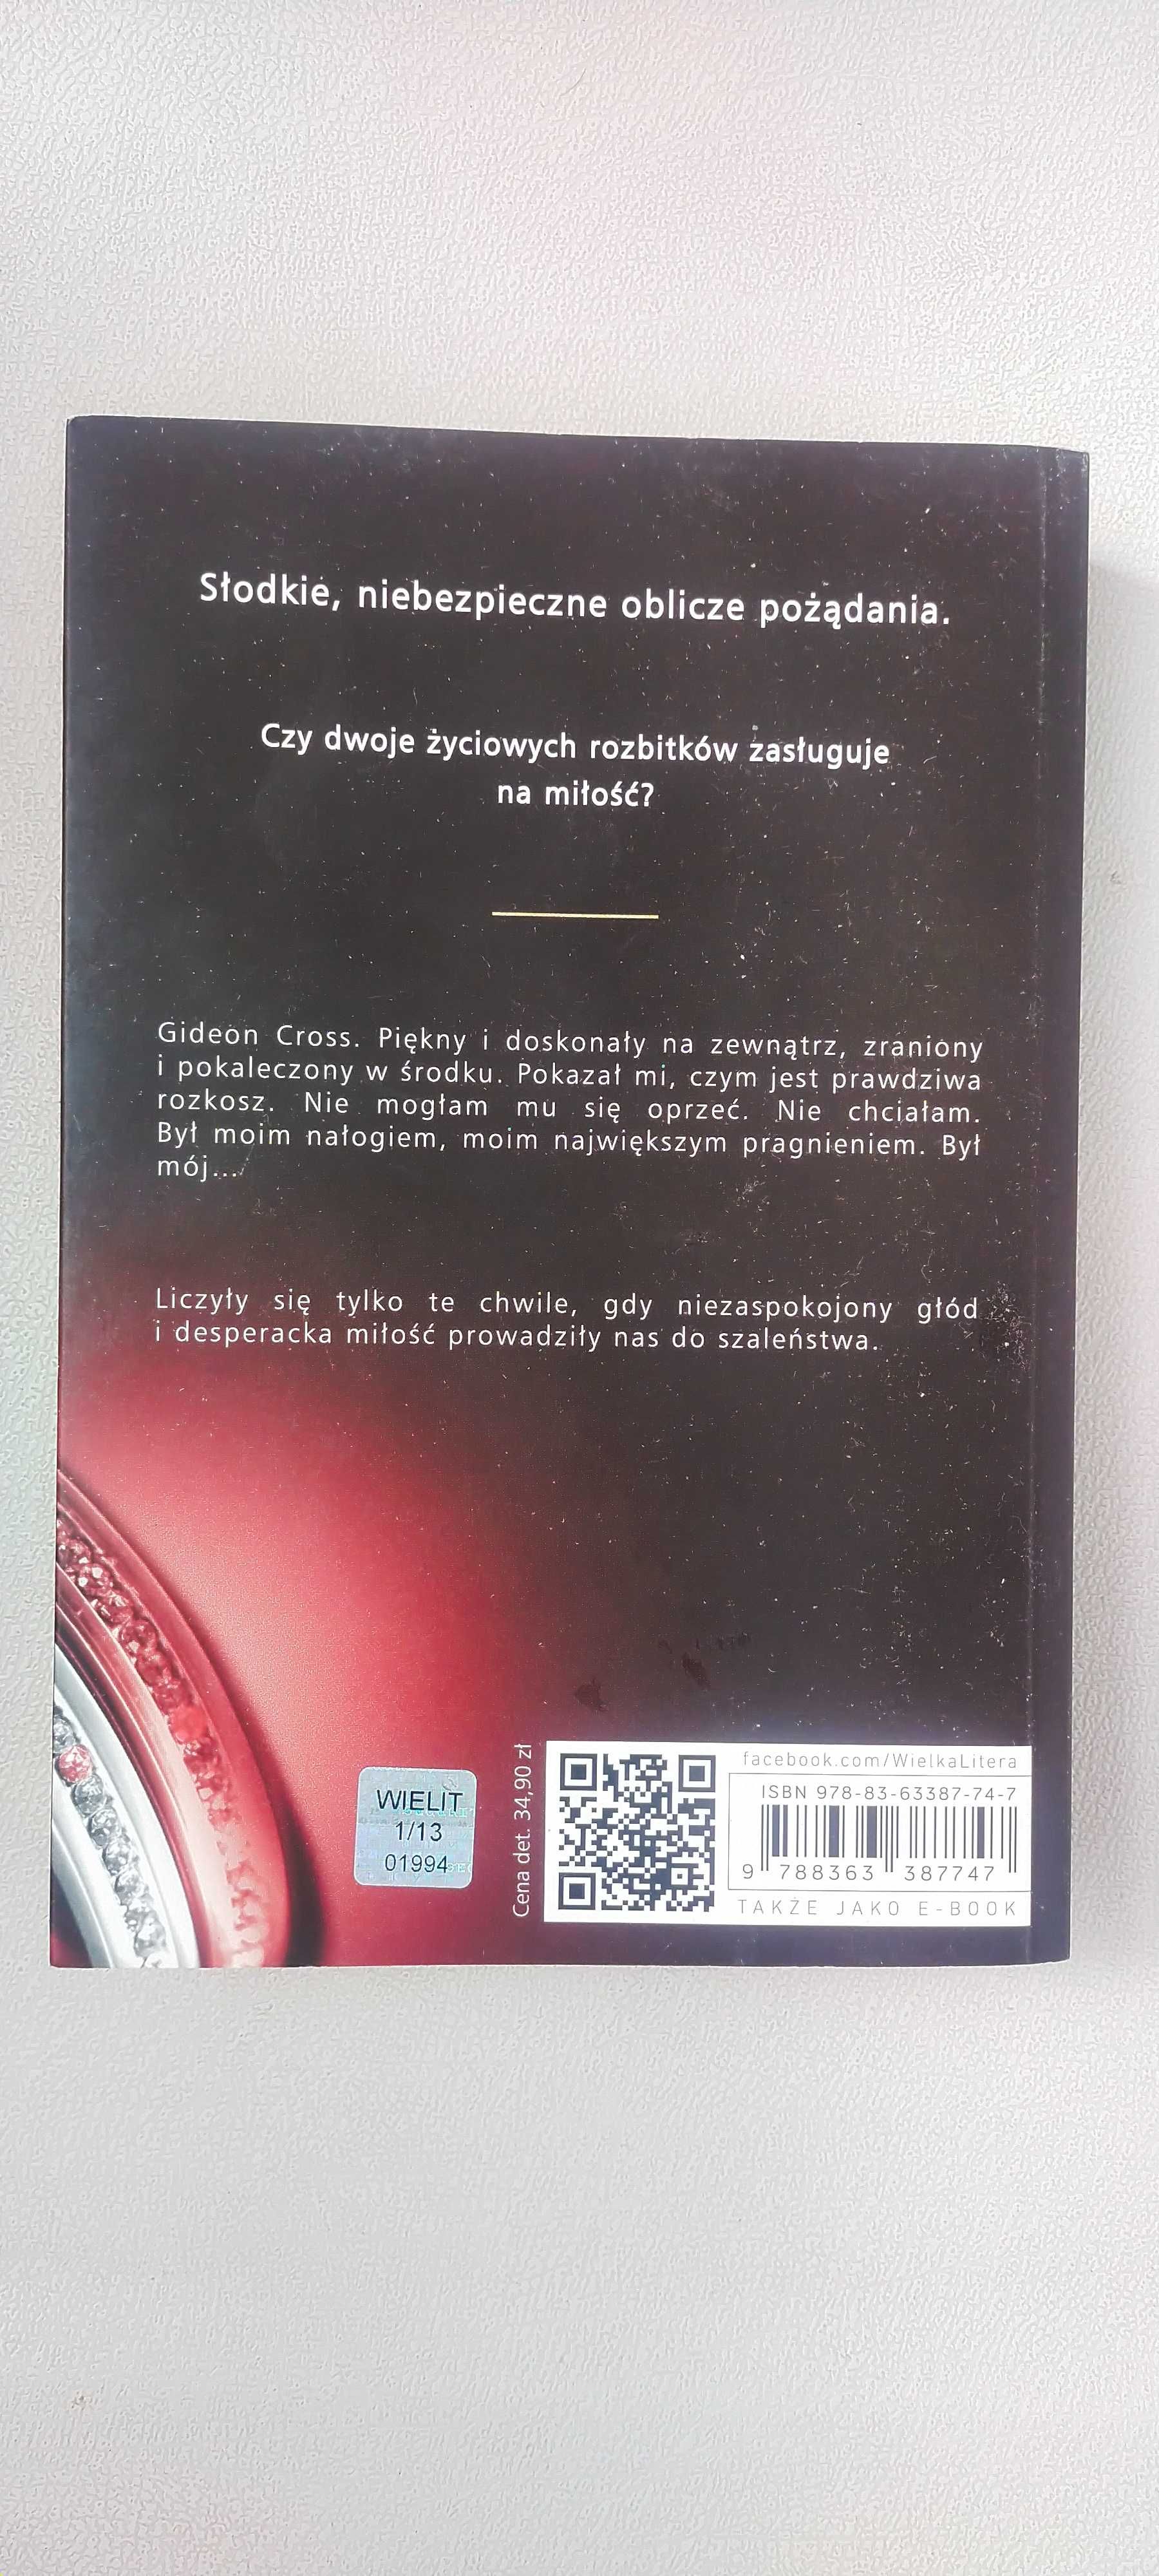 Słodkie, niebezpieczne oblicze pożądania.
Czy dwoje życiowych rozbitków zasługuje
na miłość?
Gideon Cross. Piękny i doskonały na zewnątrz, zraniony
i pokaleczony w środku. Pokazał mi, czym jest prawdziwa
rozkosz. Nie mogłam mu się oprzeć. Nie chciałam.
Był moim nałogiem, moim największym pragnieniem. Był
mój...
Liczyły się tylko te chwile, gdy niezaspokojony głód
i desperacka miłość prowadziły nas do szaleństwa.
WIELIT
1/13
01994
Cena det. 34,90 zł
facebook.com/WielkaLitera
ISBN 978-83-63387-74-7
9 788363 387747
TAKŻE JAKO E-BOOK